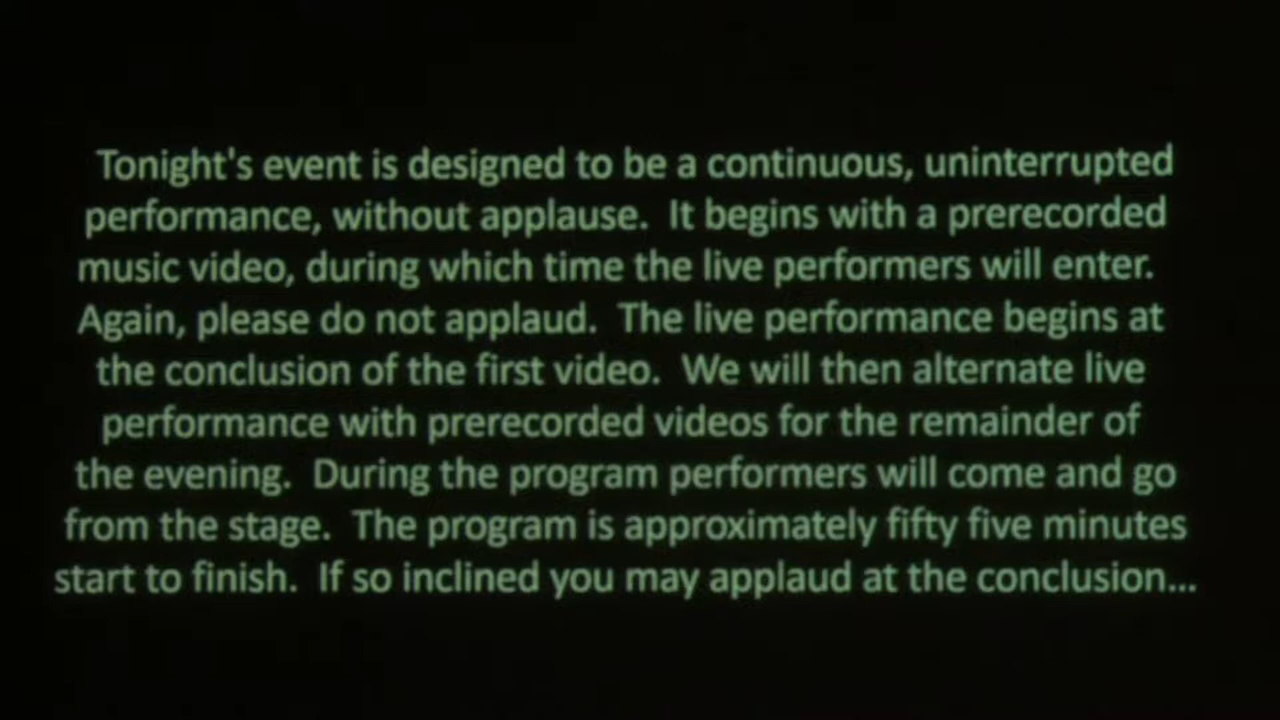 Tonight's event is designed to be a continuous, uninterrupted
performance, without applause.  It begins with a prerecorded
music video, during which time the live performers will enter.
Again, please do not applaud.  The live performance begins at
the conclusion of the first video.  We will then alternate live
performance with prerecorded videos for the remainder of
the evening.  During the program performers will come and go
from the stage.  The program is approximately fifty five minutes
start to finish.  If so inclined you may applaud at the conclusion...